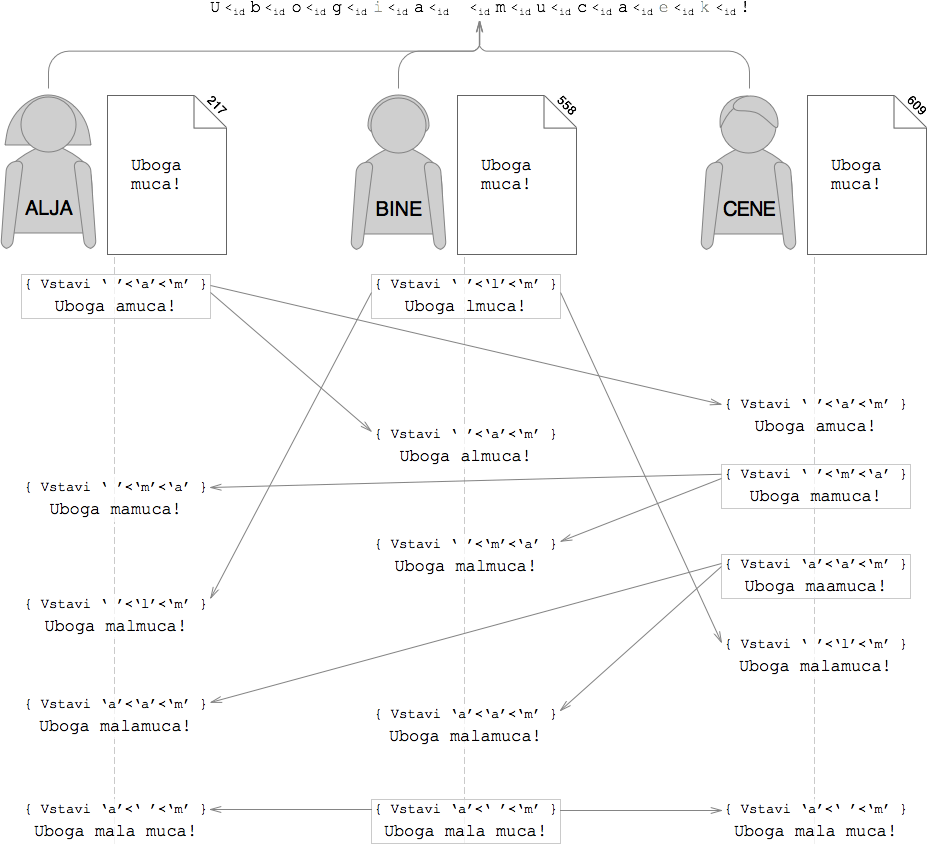 U <id b <id o <id g <id i <id a <id   <id m <id u <id c <id a <id e <id k <id !
217
558
609
Uboga
muca!
Uboga
muca!
Uboga
muca!
ALJA
BINE
CENE
{ Vstavi ‘ ’<‘a’<‘m’ }
Uboga amuca!
{ Vstavi ‘ ’<‘l’<‘m’ }
Uboga lmuca!
{ Vstavi ‘ ’<‘a’<‘m’ }
Uboga amuca!
{ Vstavi ‘ ’<‘a’<‘m’ }
Uboga almuca!
{ Vstavi ‘ ’<‘m’<‘a’ }
Uboga mamuca!
{ Vstavi ‘ ’<‘m’<‘a’ }
Uboga mamuca!
{ Vstavi ‘ ’<‘m’<‘a’ }
Uboga malmuca!
{ Vstavi ‘a’<‘a’<‘m’ }
Uboga maamuca!
{ Vstavi ‘ ’<‘l’<‘m’ }
Uboga malmuca!
{ Vstavi ‘ ’<‘l’<‘m’ }
Uboga malamuca!
{ Vstavi ‘a’<‘a’<‘m’ }
Uboga malamuca!
{ Vstavi ‘a’<‘a’<‘m’ }
Uboga malamuca!
{ Vstavi ‘a’<‘ ’<‘m’ }
Uboga mala muca!
{ Vstavi ‘a’<‘ ’<‘m’ }
Uboga mala muca!
{ Vstavi ‘a’<‘ ’<‘m’ }
Uboga mala muca!